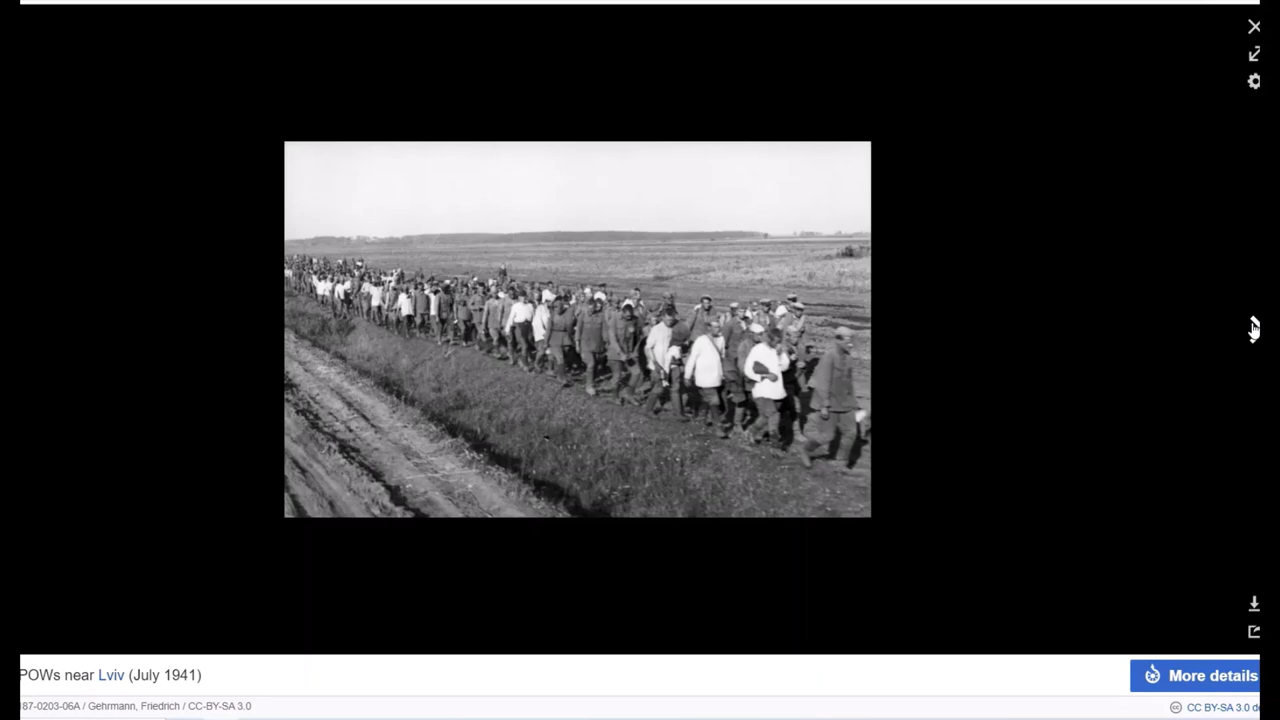 POWs near Lviv (July 1941)
More details
87-0203-06A / Gehrmann, Friedrich / CC-BY-SA 3.0
CC BY-SA 3.0 de